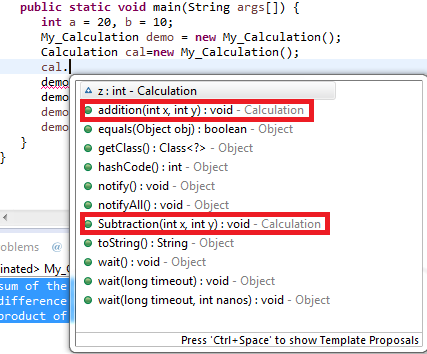 public static void main(String args[]) {
int a = 20, b = 10;
My_Calculation demo = new My_Calculation();
Calculation cal=new My_Calculation();
cal.
demo
demo
demo
demo
}
}
z : int - Calculation
addition(int x, int y) : void - Calculation
equals(Object obj) : boolean - Object
getClass() : Class<?> - Object
hashCode() : int - Object
notify() : void - Object
notifyAll() : void - Object
Subtraction(int x, int y) : void - Calculation
toString() : String - Object
wait() : void - Object
wait(long timeout) : void - Object
wait(long timeout, int nanos) : void - Object
Press 'Ctrl+Space' to show Template Proposals
oblems @
inated> My_C
sum of the
difference
product of